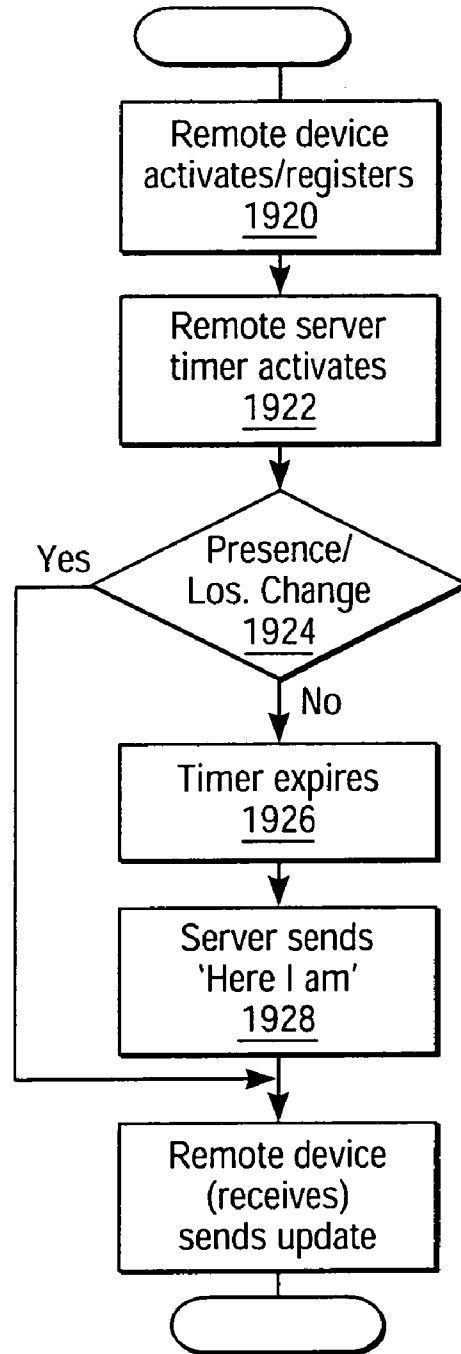 Remote device
activates/registers
1920
Remote server
timer activates
1922
Yes
Presence/
Los. Change
1924
No
Timer expires
1926
Server sends
‘Here I am’
1928
Remote device
(receives)
sends update